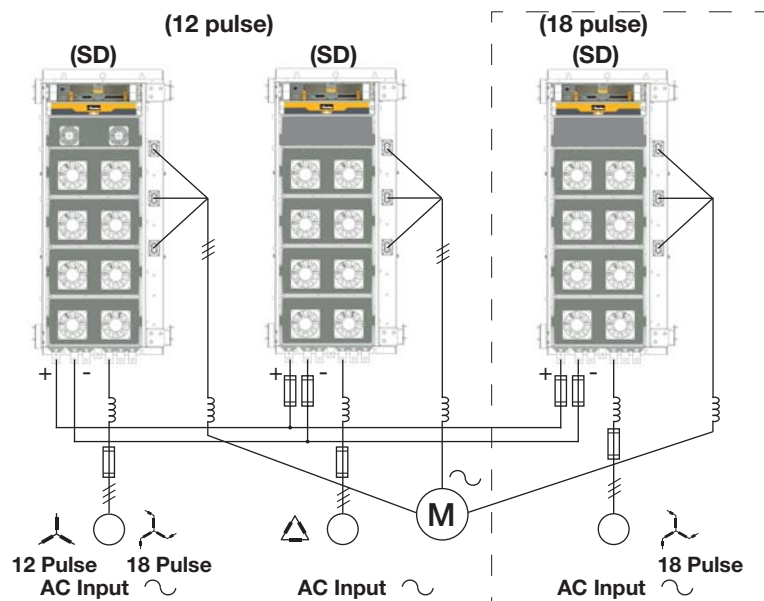 (12 pulse)
(18 pulse)
(SD)
(SD)
(SD)
+ -
+ -
+ -
M
12 Pulse
18 Pulse
18 Pulse
AC Input
AC Input
AC Input